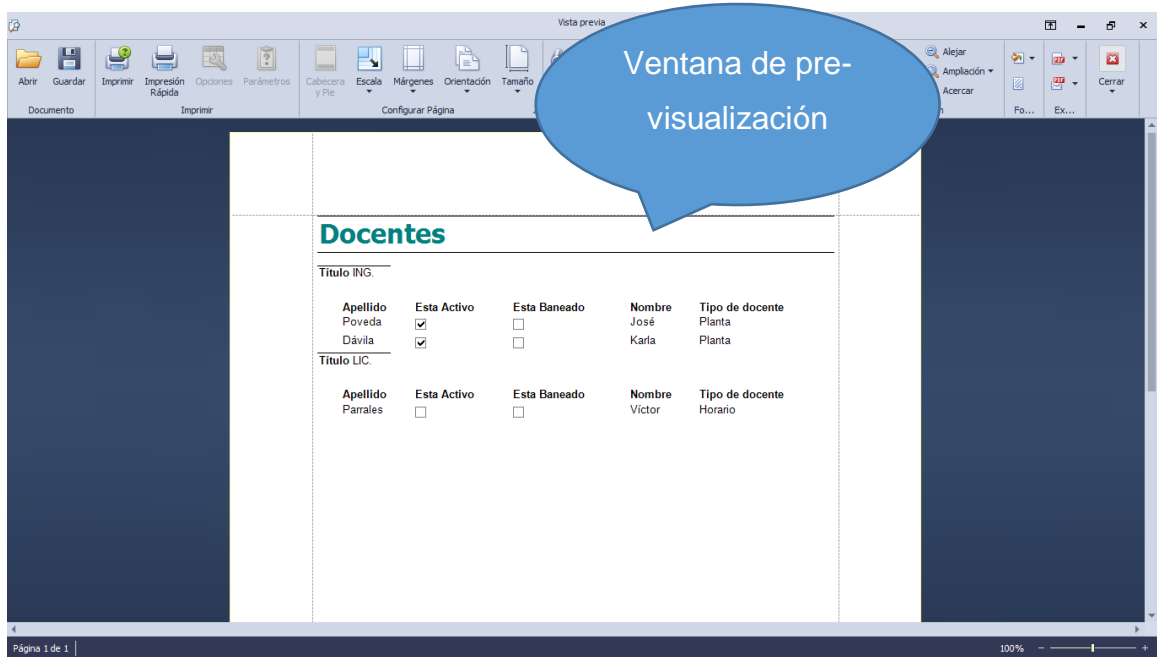 Vista previa
Ventana de pre-
visualización
Abrir Guardar Imprimir Impresión Rápida Opciones Parámetros Cabecera y Pie Escala Márgenes Orientación Tamaño
Alejar
Ampliación
Acercar
Cerrar
Documento Imprimir Configurar Página Fo... Ex...
Docentes
Título ING.
Apellido Esta Activo Esta Baneado Nombre Tipo de docente
Poveda José Planta
Dávila Karla Planta
Título LIC.
Apellido Esta Activo Esta Baneado Nombre Tipo de docente
Parrales Víctor Horario
Página 1 de 1 100%